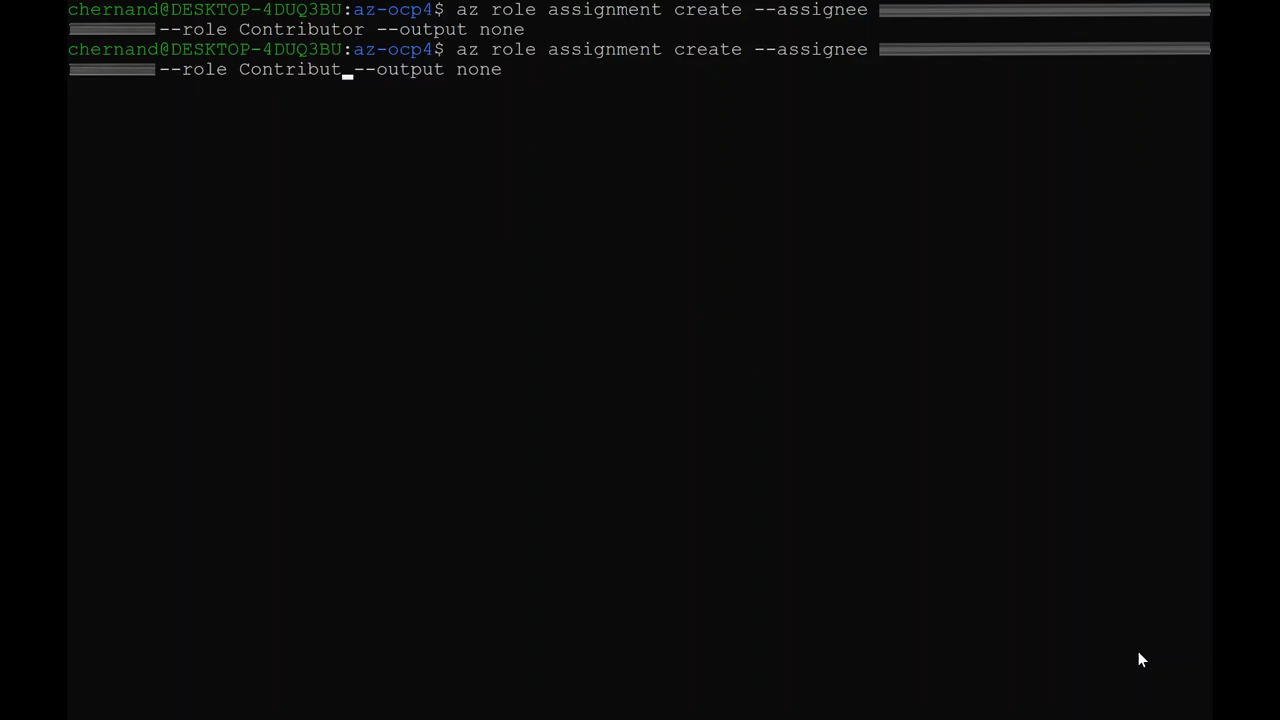 chernand@DESKTOP-4DUQ3BU:az-ocp4$ az role assignment create --assignee
--role Contributor --output none
chernand@DESKTOP-4DUQ3BU:az-ocp4$ az role assignment create --assignee
--role Contribut_--output none